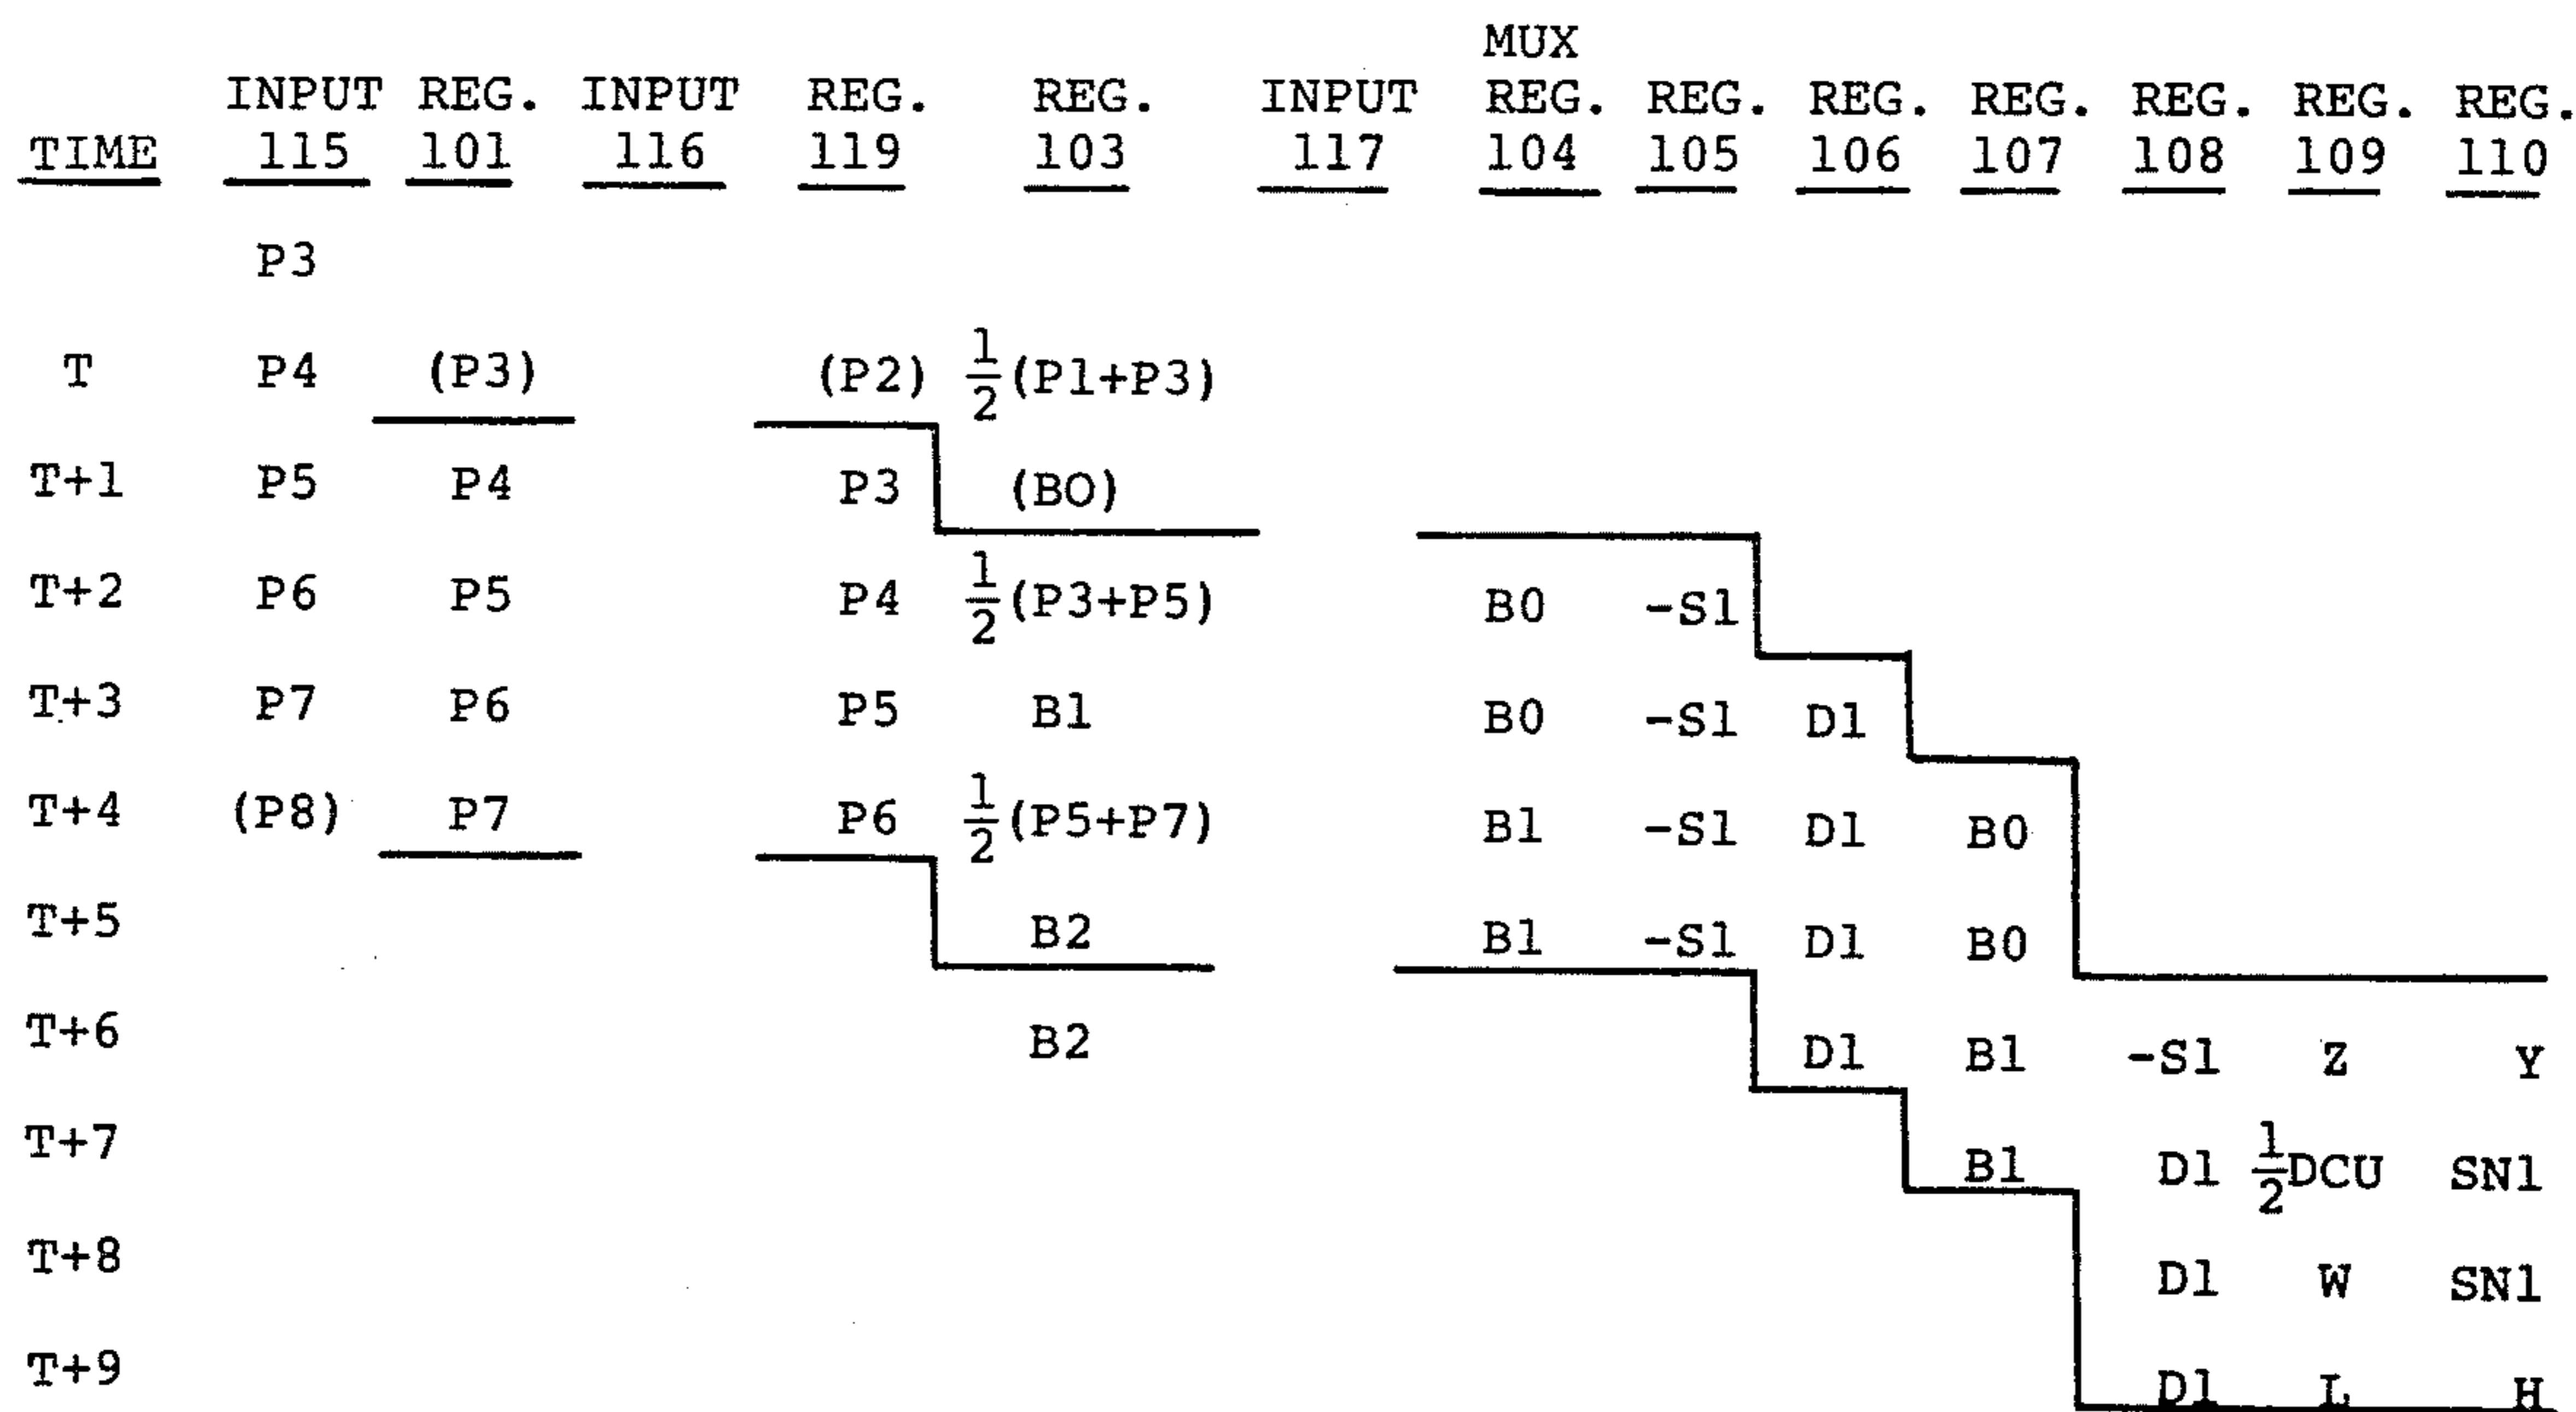 MUX
INPUT REG. INPUT REG. REG. INPUT REG. REG. REG. REG. REG. REG. REG.
TIME 115 101 116 119 103 117 104 105 106 107 108 109 110
P3
T P4 (P3) (P2) 1/2(P1+P3)
T+1 P5 P4 P3 (BO)
T+2 P6 P5 P4 1/2(P3+P5) B0 -S1
T+3 P7 P6 P5 B1 B0 -S1 D1
T+4 (P8) P7 P6 1/2(P5+P7) B1 -S1 D1 B0
T+5 B2 B1 -S1 D1 B0
T+6 B2 D1 B1 -S1 Z Y
T+7 B1 D1 1/2DCU SN1
T+8 D1 W SN1
T+9 D1 L H